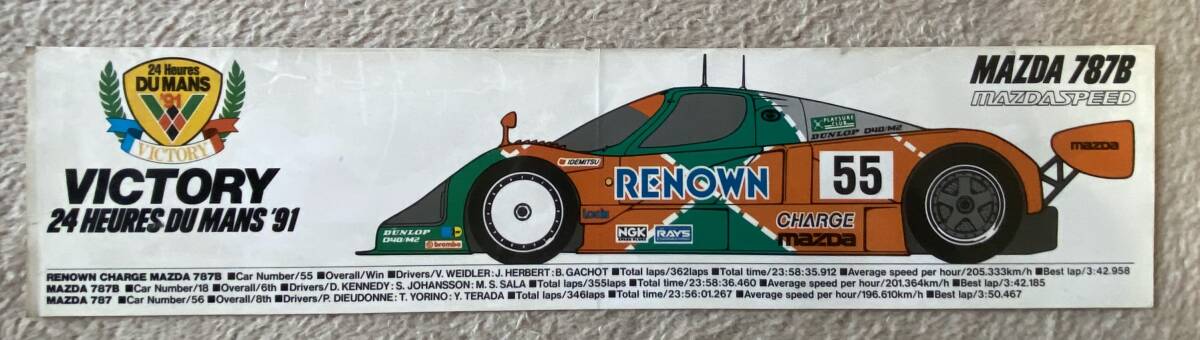 24 Heures
DU MANS
'91
VICTORY
VICTORY
24 HEURES DU MANS '91
MAZDA 787B
MAZDASPEED
PLAYSURE
CLUB
DUNLOP D40/M2
IDEMITSU
RENOWN
55
mazda
Louis
NGK
SPARK PLUGS
RAYS
CHARGE
mazda
DUNLOP
D40/M2
brembo
RENOWN CHARGE MAZDA 787B ■Car Number/55 ■Overall/Win ■Drivers/V. WEIDLER: J. HERBERT: B. GACHOT ■Total laps/362laps ■Total time/23:58:35.912 ■Average speed per hour/205.333km/h ■Best lap/3:42.958
MAZDA 787B ■Car Number/18 ■Overall/6th ■Drivers/D. KENNEDY: S. JOHANSSON: M. S. SALA ■Total laps/355laps ■Total time/23:58:36.460 ■Average speed per hour/201.364km/h ■Best lap/3:42.185
MAZDA 787 ■Car Number/56 ■Overall/8th ■Drivers/P. DIEUDONNE: T. YORINO: Y. TERADA ■Total laps/346laps ■Total time/23:56:01.267 ■Average speed per hour/196.610km/h ■Best lap/3:50.467